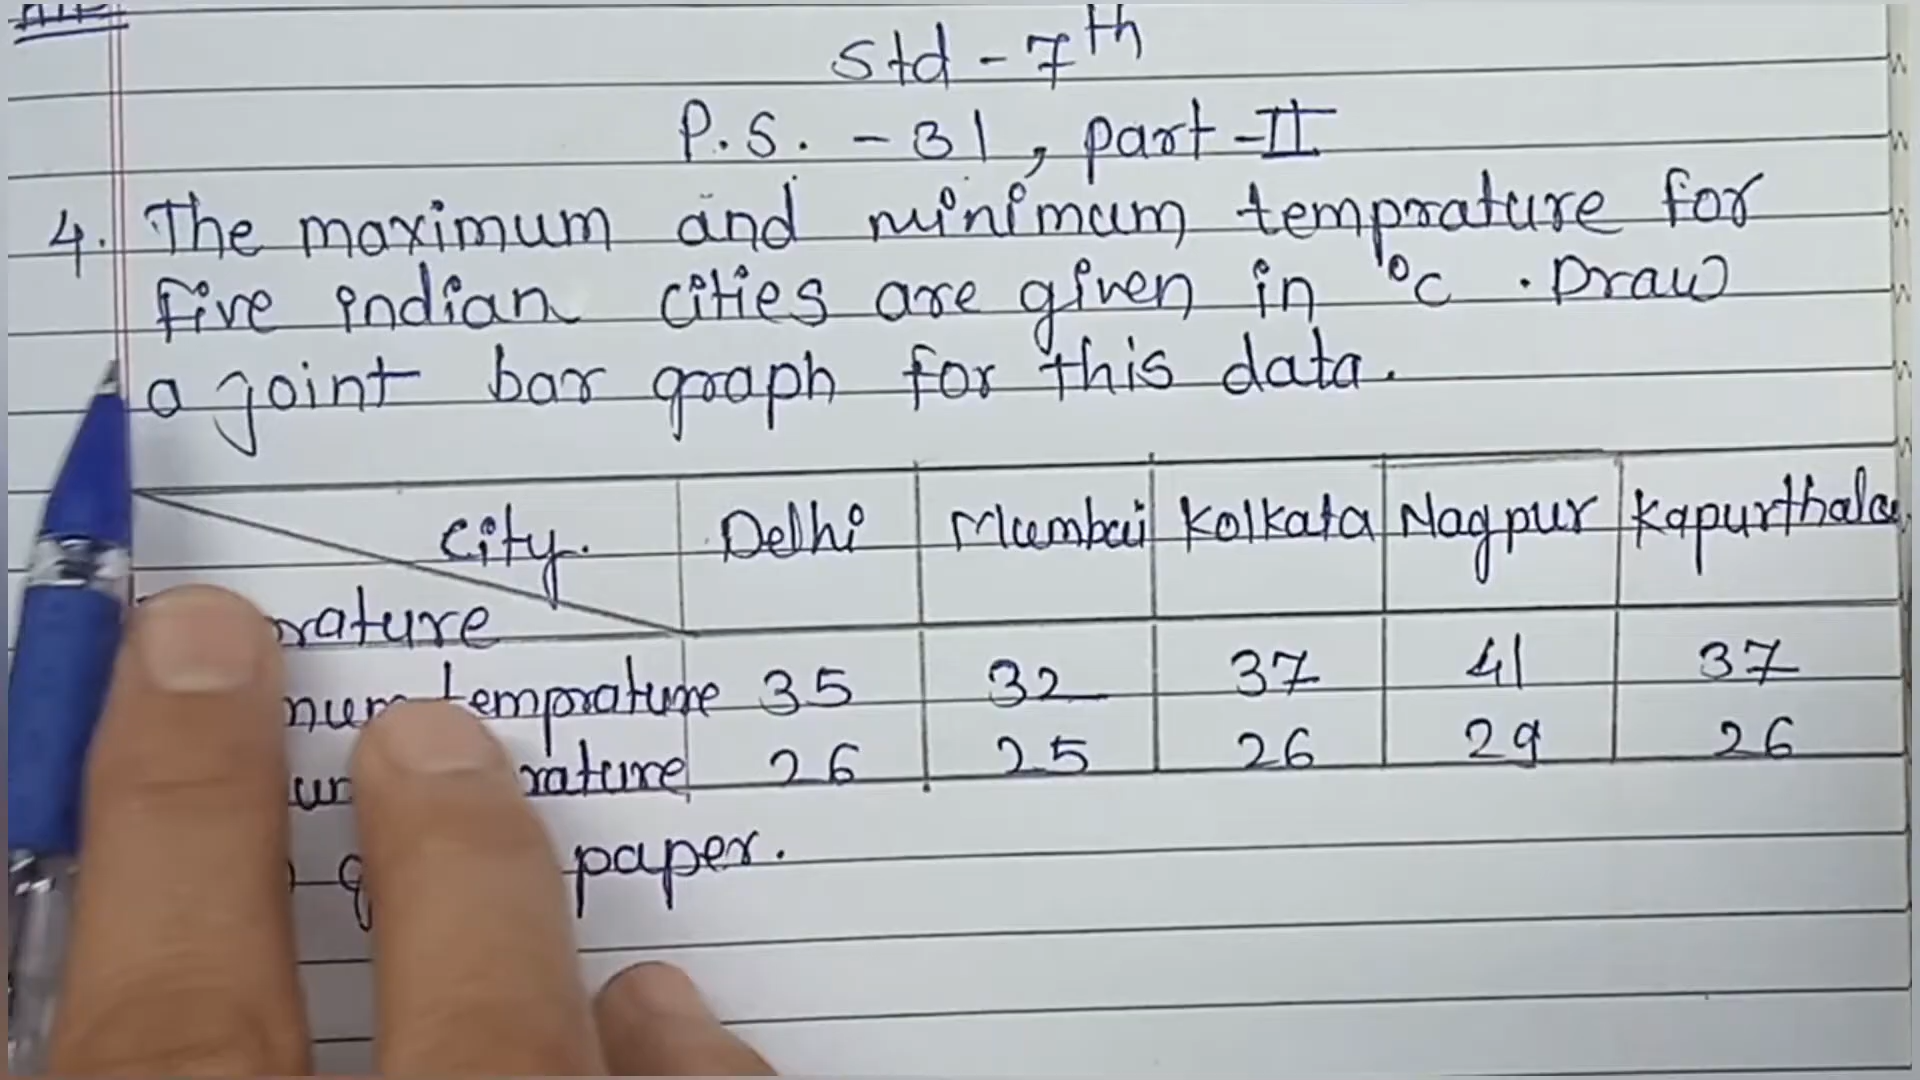 Std - 7th
P.S. - 31, part-II
4. The maximum and minimum temprature for
five indian cities are given in °c . Draw
a joint bar graph for this data.
city. Delhi Mumbai Kolkata Nagpur Kapurthala
rature
num temprature 35 32 37 41 37
um rature 26 25 26 29 26
paper.